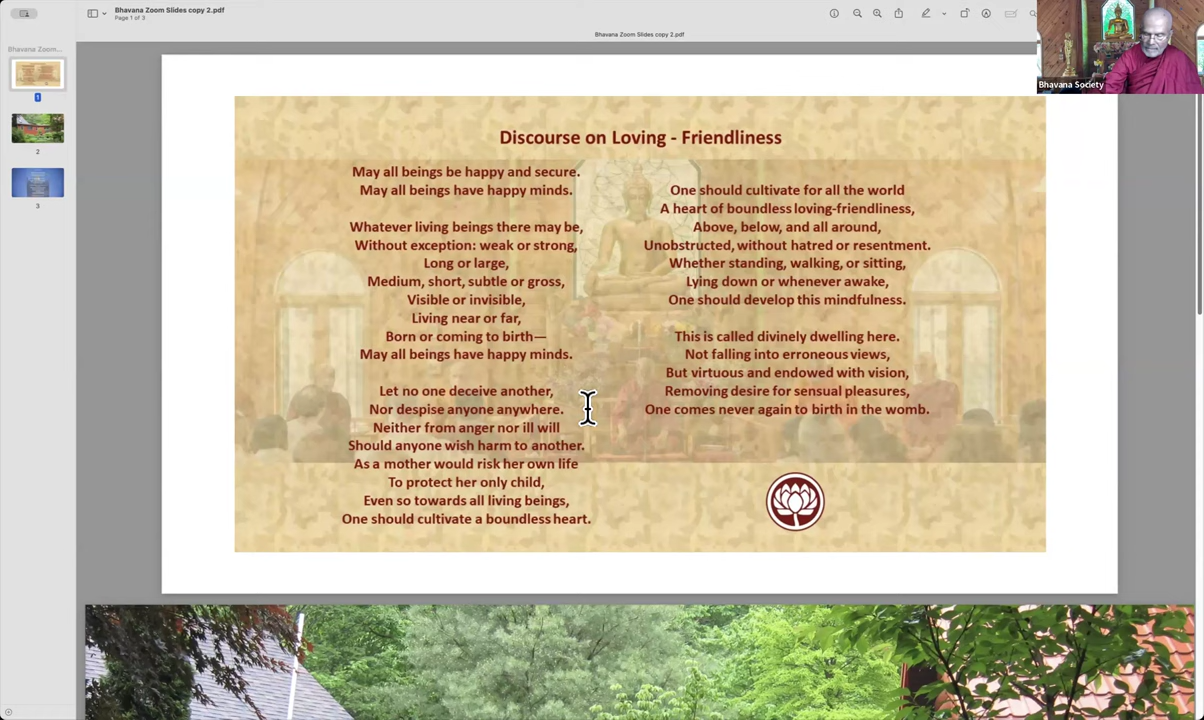 Bhavana Zoom Slides copy 2.pdf
Page 1 of 3
Bhavana Zoom Slides copy 2.pdf
Bhavana Zoom...
1
2
3
Bhavana Society
Discourse on Loving - Friendliness
May all beings be happy and secure.
May all beings have happy minds.
Whatever living beings there may be,
Without exception: weak or strong,
Long or large,
Medium, short, subtle or gross,
Visible or invisible,
Living near or far,
Born or coming to birth—
May all beings have happy minds.
Let no one deceive another,
Nor despise anyone anywhere.
Neither from anger nor ill will
Should anyone wish harm to another.
As a mother would risk her own life
To protect her only child,
Even so towards all living beings,
One should cultivate a boundless heart.
One should cultivate for all the world
A heart of boundless loving-friendliness,
Above, below, and all around,
Unobstructed, without hatred or resentment.
Whether standing, walking, or sitting,
Lying down or whenever awake,
One should develop this mindfulness.
This is called divinely dwelling here.
Not falling into erroneous views,
But virtuous and endowed with vision,
Removing desire for sensual pleasures,
One comes never again to birth in the womb.